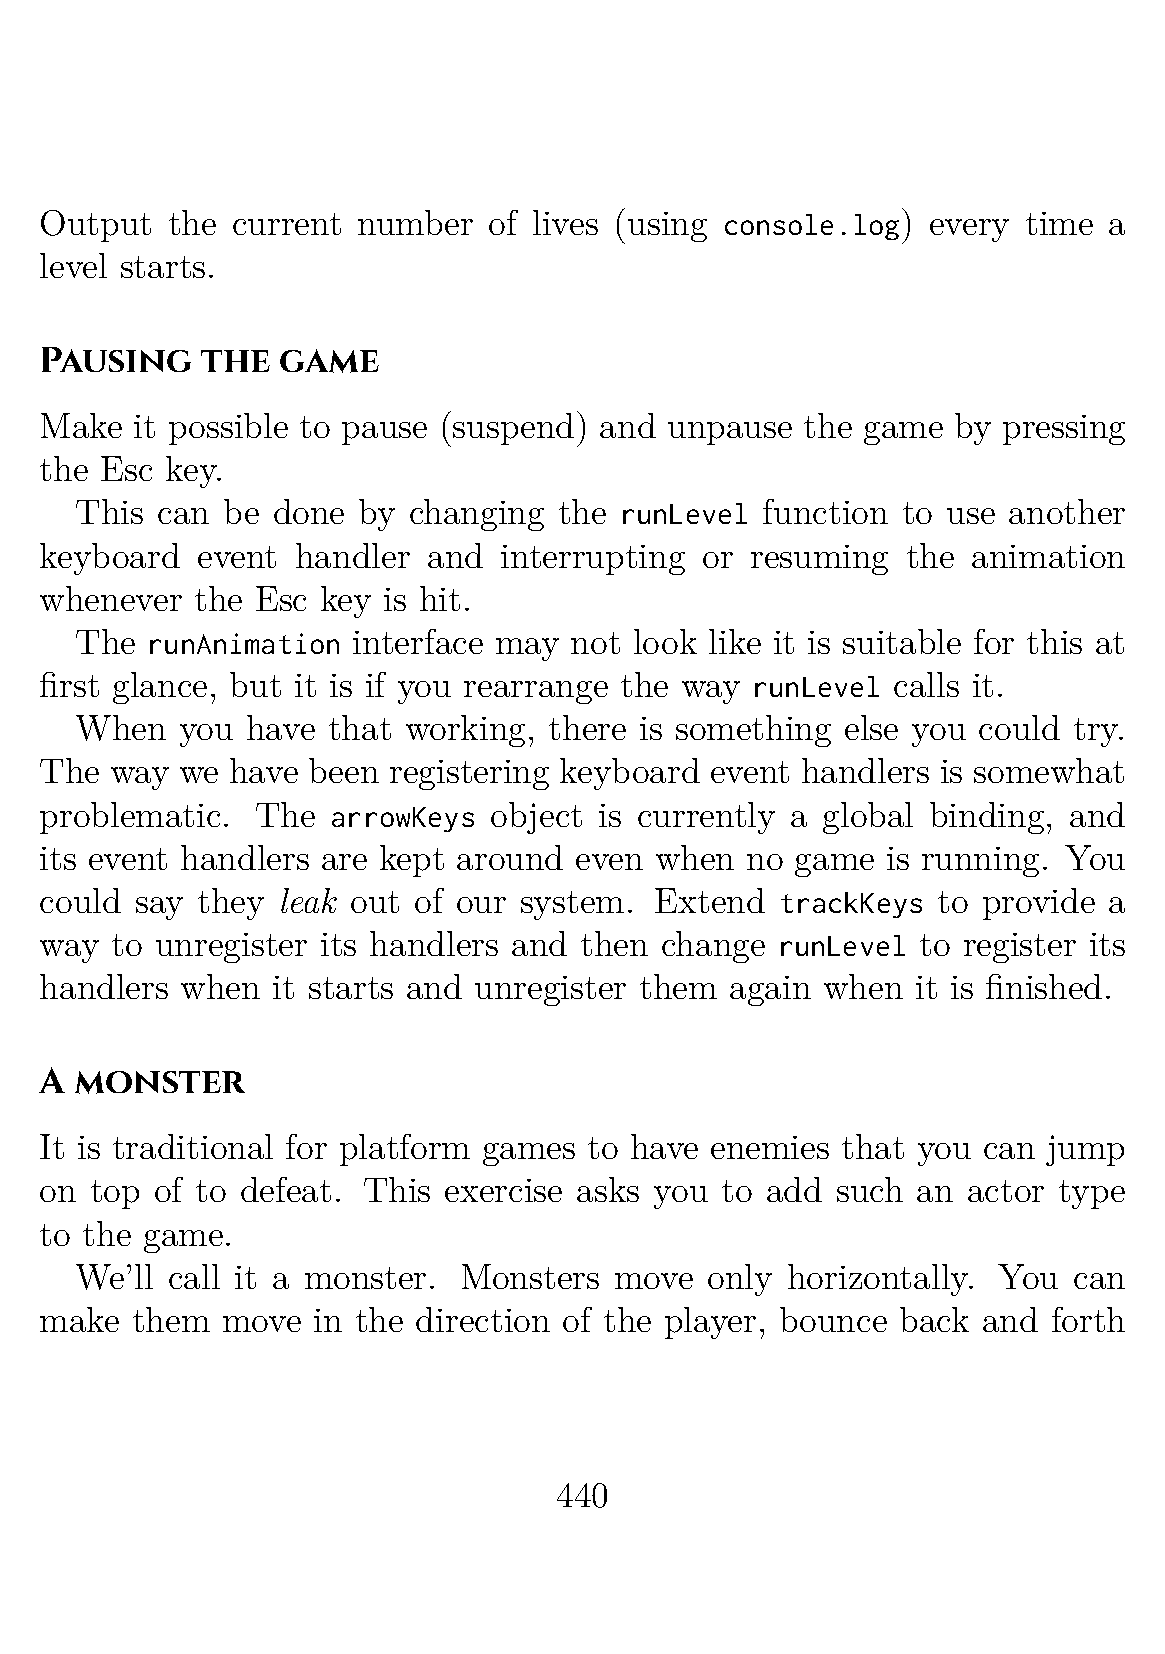 Output the current number of lives (using console.log) every time a
level starts.
Pausing the game
Make it possible to pause (suspend) and unpause the game by pressing
the Esc key.
This can be done by changing the runLevel function to use another
keyboard event handler and interrupting or resuming the animation
whenever the Esc key is hit.
The runAnimation interface may not look like it is suitable for this at
first glance, but it is if you rearrange the way runLevel calls it.
When you have that working, there is something else you could try.
The way we have been registering keyboard event handlers is somewhat
problematic. The arrowKeys object is currently a global binding, and
its event handlers are kept around even when no game is running. You
could say they leak out of our system. Extend trackKeys to provide a
way to unregister its handlers and then change runLevel to register its
handlers when it starts and unregister them again when it is finished.
A monster
It is traditional for platform games to have enemies that you can jump
on top of to defeat. This exercise asks you to add such an actor type
to the game.
We'll call it a monster. Monsters move only horizontally. You can
make them move in the direction of the player, bounce back and forth
440